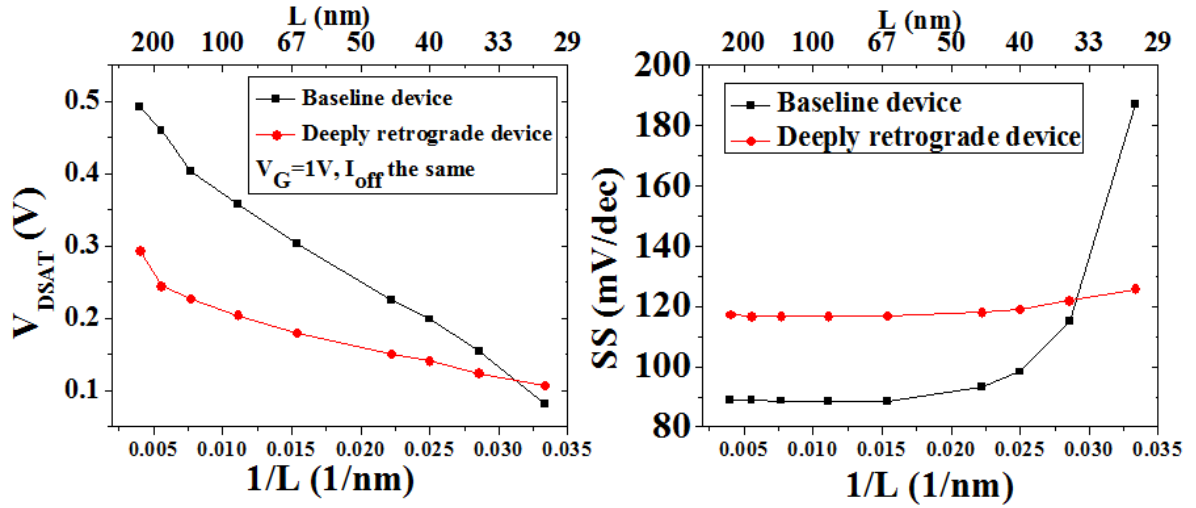 L (nm)
200 100 67 50 40 33 29
V_DSAT (V)
0.5
0.4
0.3
0.2
0.1
Baseline device
Deeply retrograde device
V_G=1V, I_off the same
0.005 0.010 0.015 0.020 0.025 0.030 0.035
1/L (1/nm)
L (nm)
200 100 67 50 40 33 29
SS (mV/dec)
200
180
160
140
120
100
80
Baseline device
Deeply retrograde device
0.005 0.010 0.015 0.020 0.025 0.030 0.035
1/L (1/nm)